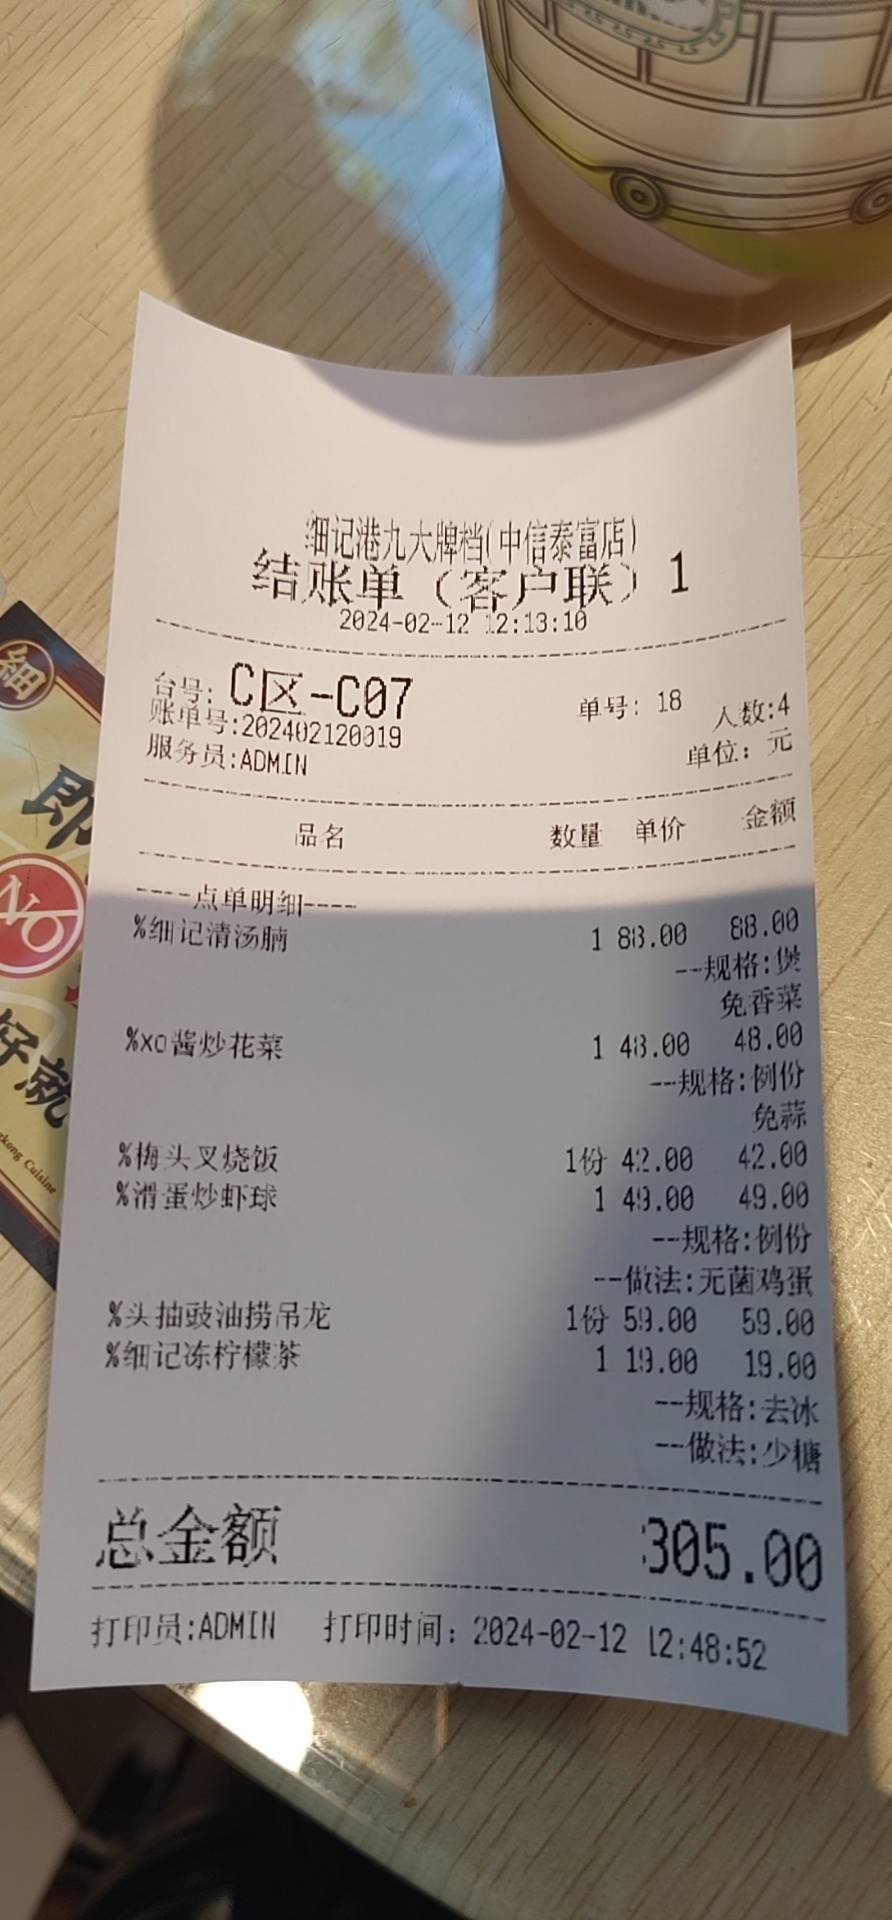 细记港九大牌档(中信泰富店)
结账单（客户联）1
2024-02-12 12:13:10
台号: C区-C07 单号: 18 人数:4
账单号:202402120019
服务员:ADMIN 单位: 元
品名 数量 单价 金额
----点单明细----
%细记清汤腩 1 88.00 88.00
--规格:煲
免香菜
%xo酱炒花菜 1 48.00 48.00
--规格:例份
免蒜
%梅头叉烧饭 1份 42.00 42.00
%滑蛋炒虾球 1 49.00 49.00
--规格:例份
--做法:无菌鸡蛋
%头抽豉油捞吊龙 1份 59.00 59.00
%细记冻柠檬茶 1 19.00 19.00
--规格:去冰
--做法:少糖
总金额 305.00
打印员:ADMIN 打印时间: 2024-02-12 12:48:52
细
即
NO
好就
kong Cuisine